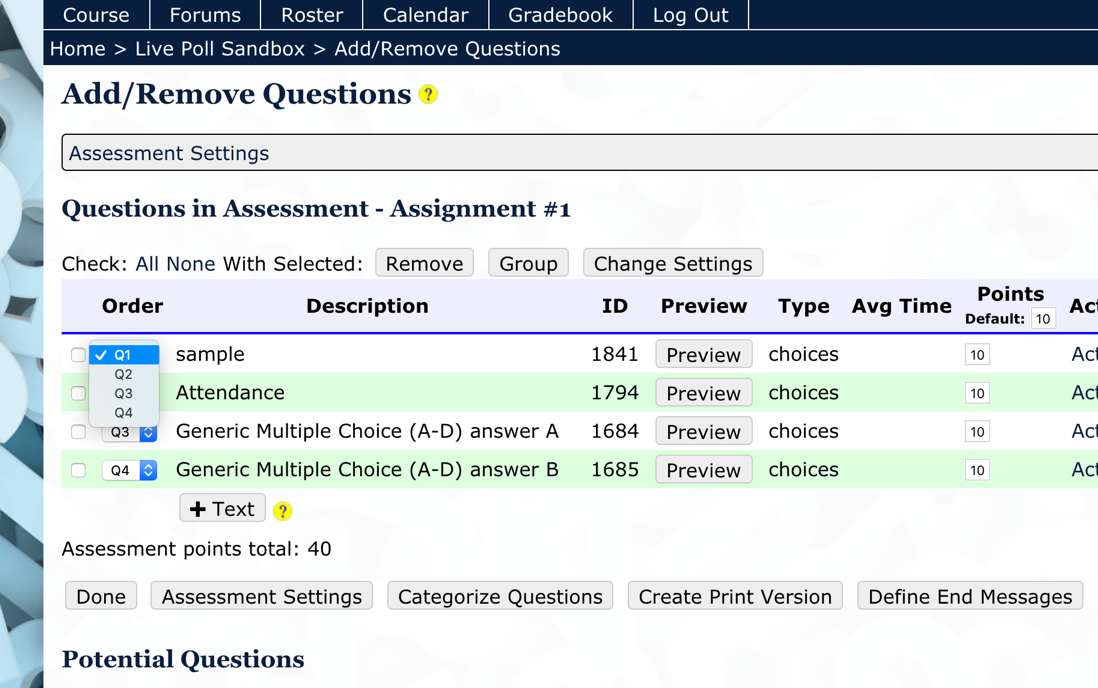 Course Forums Roster Calendar Gradebook Log Out
Home > Live Poll Sandbox > Add/Remove Questions
Add/Remove Questions ?
Assessment Settings
Questions in Assessment - Assignment #1
Check: All None With Selected: Remove Group Change Settings
Order Description ID Preview Type Avg Time Points Default: 10 Act
✓ Q1 sample 1841 Preview choices 10 Act
Q2
Q3 Attendance 1794 Preview choices 10 Act
Q4
Q3 Generic Multiple Choice (A-D) answer A 1684 Preview choices 10 Act
Q4 Generic Multiple Choice (A-D) answer B 1685 Preview choices 10 Act
+ Text ?
Assessment points total: 40
Done Assessment Settings Categorize Questions Create Print Version Define End Messages
Potential Questions